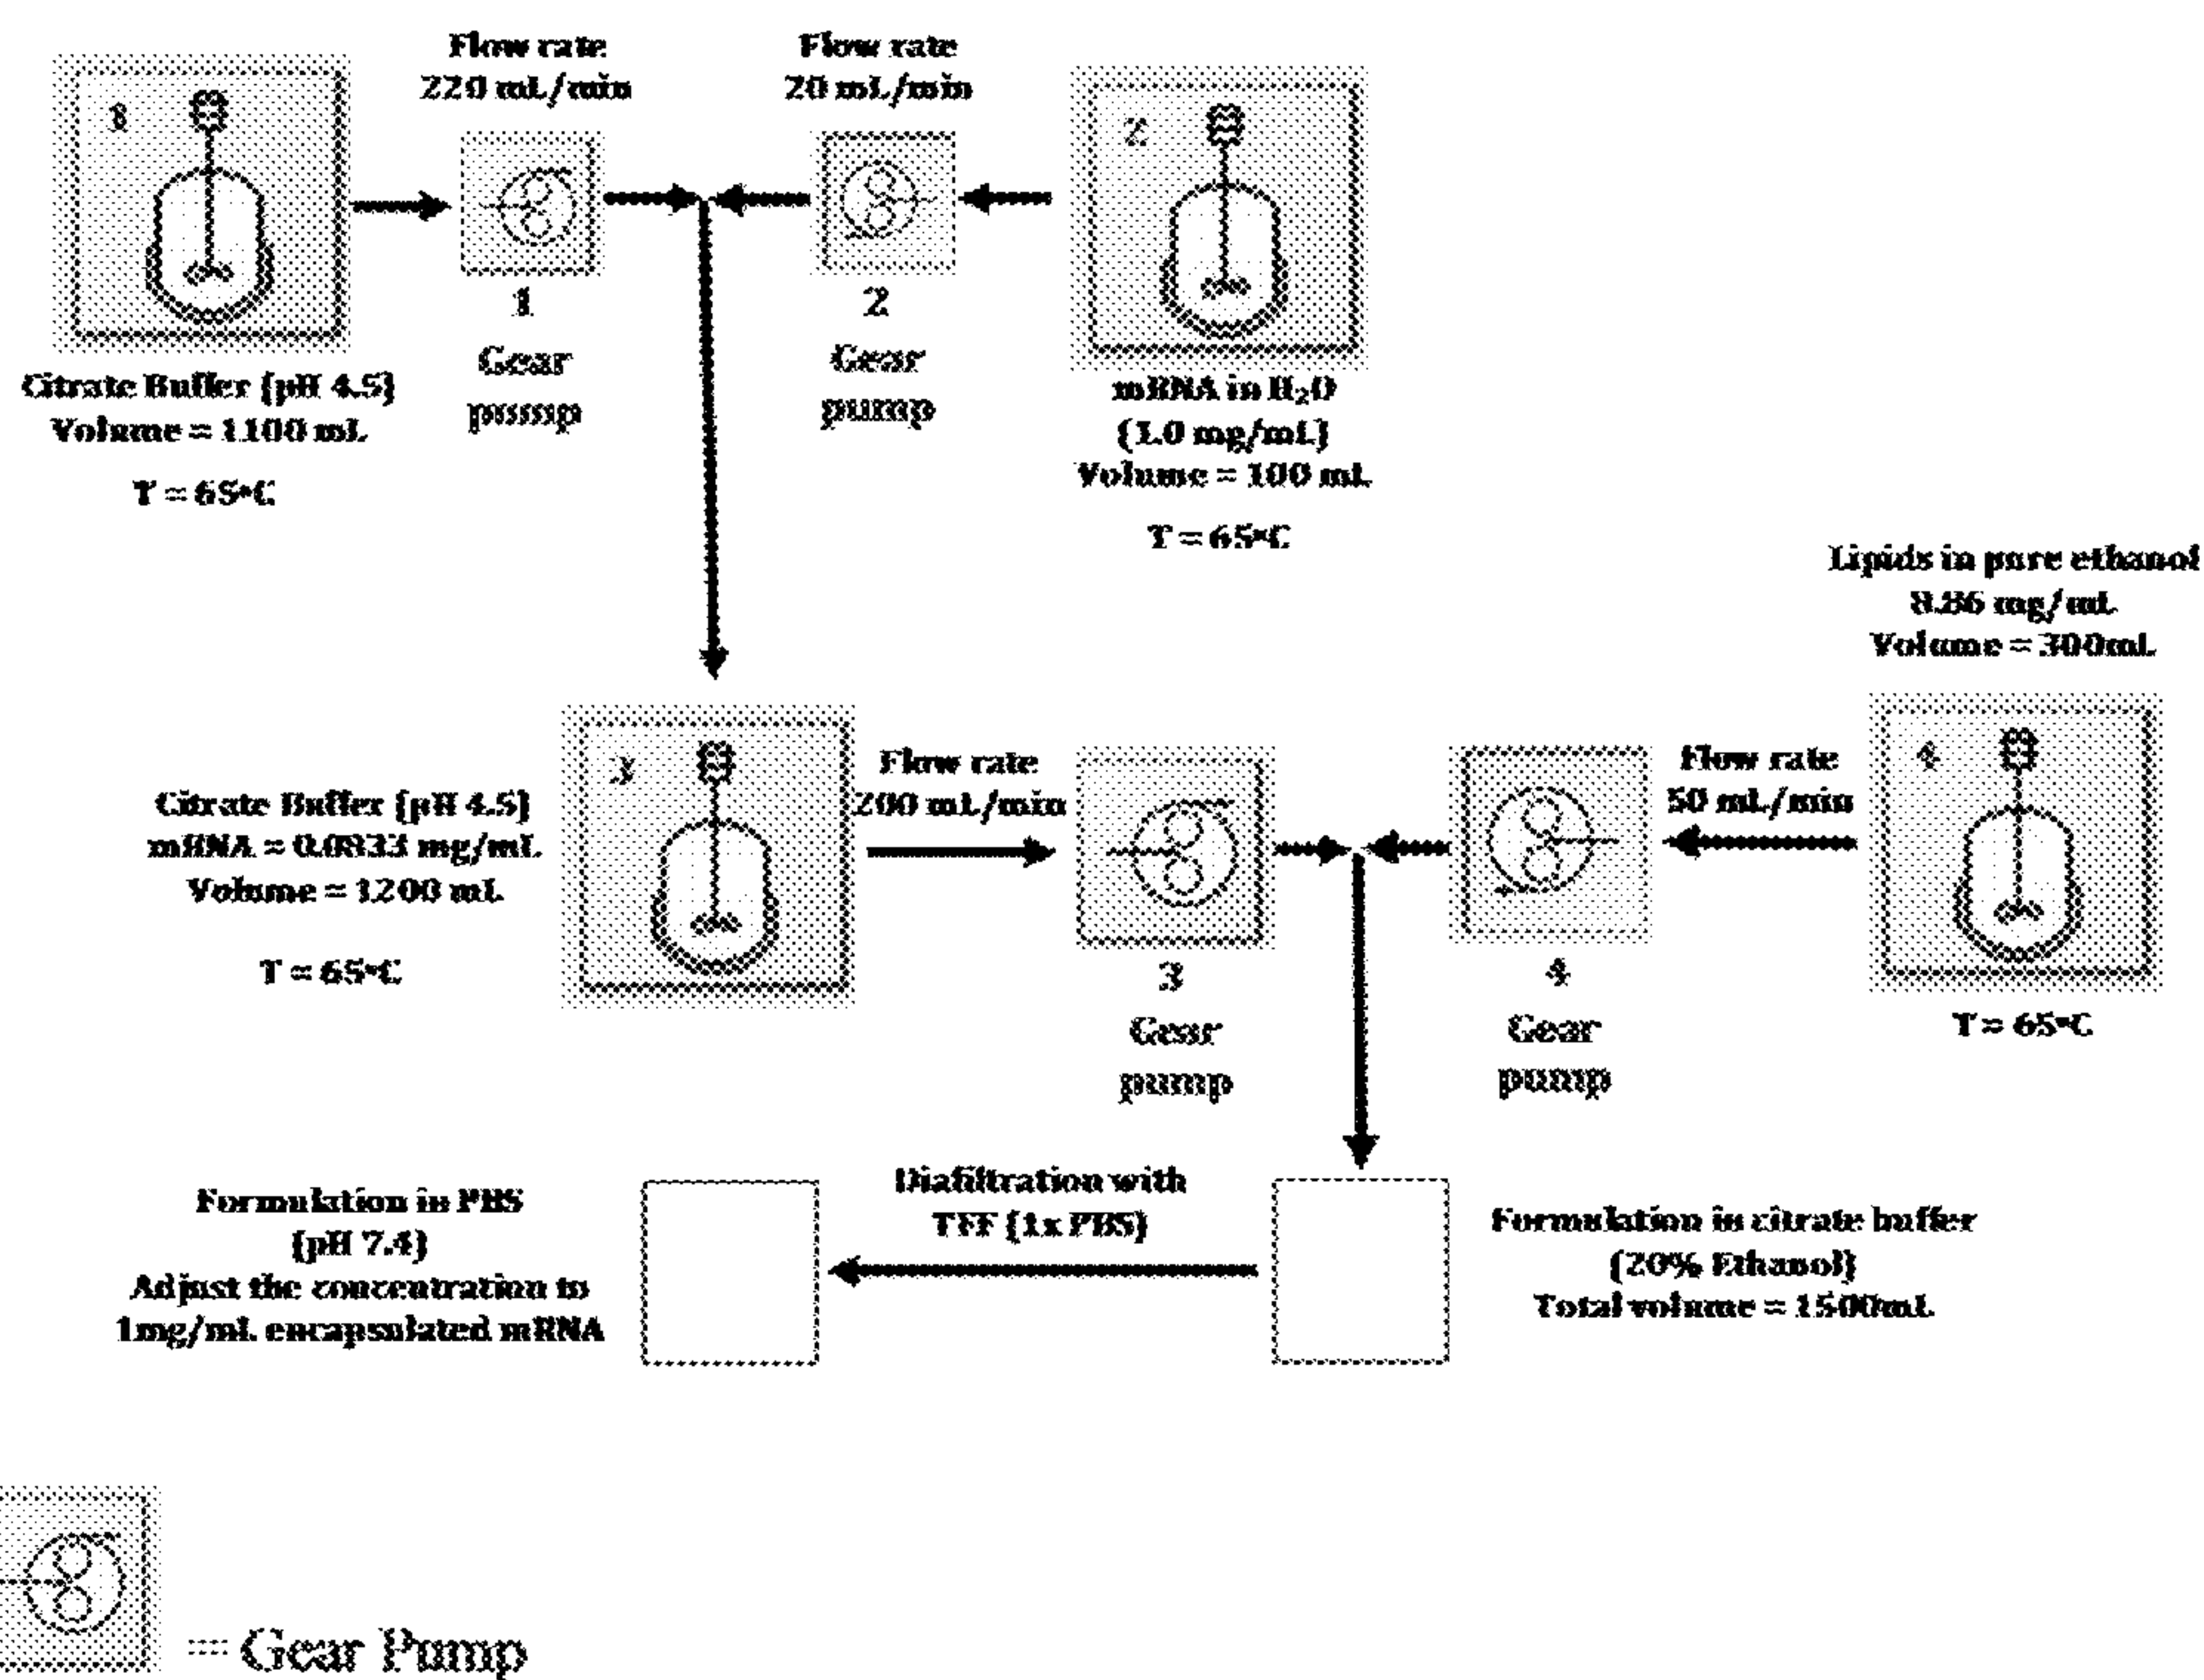 Flow rate
220 mL/min
Flow rate
20 mL/min
1
2
1
Gear
pump
2
Gear
pump
Citrate Buffer (pH 4.5)
Volume = 1100 mL
T = 65°C
mRNA in H₂O
(1.0 mg/mL)
Volume = 100 mL
T = 65°C
Lipids in pure ethanol
mg/mL
Volume = 300mL
3
Flow rate
200 mL/min
Flow rate
50 mL/min
4
Citrate Buffer (pH 4.5)
mRNA = 0.0833 mg/mL
Volume = 1200 mL
T = 65°C
3
Gear
pump
4
Gear
pump
T = 65°C
Formulation in PBS
(pH 7.4)
Adjust the concentration to
1mg/mL encapsulated mRNA
Diafiltration with
TFF (1x PBS)
Formulation in citrate buffer
(20% Ethanol)
Total volume = 1500mL
= Gear Pump